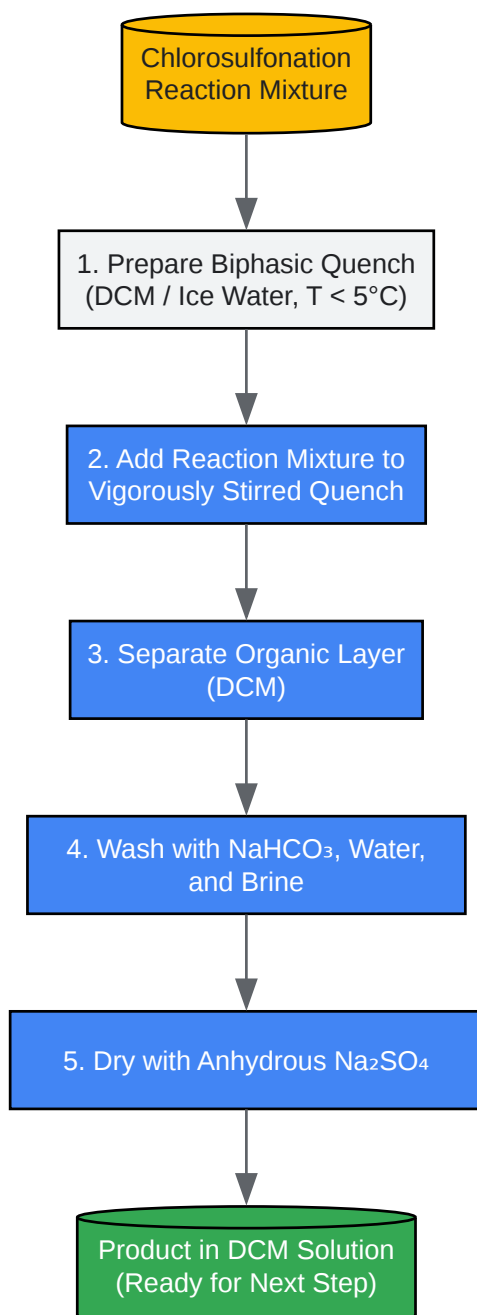 Chlorosulfonation
Reaction Mixture
1. Prepare Biphasic Quench
(DCM / Ice Water, T < 5°C)
2. Add Reaction Mixture to
Vigorously Stirred Quench
3. Separate Organic Layer
(DCM)
4. Wash with NaHCO₃, Water,
and Brine
5. Dry with Anhydrous Na₂SO₄
Product in DCM Solution
(Ready for Next Step)